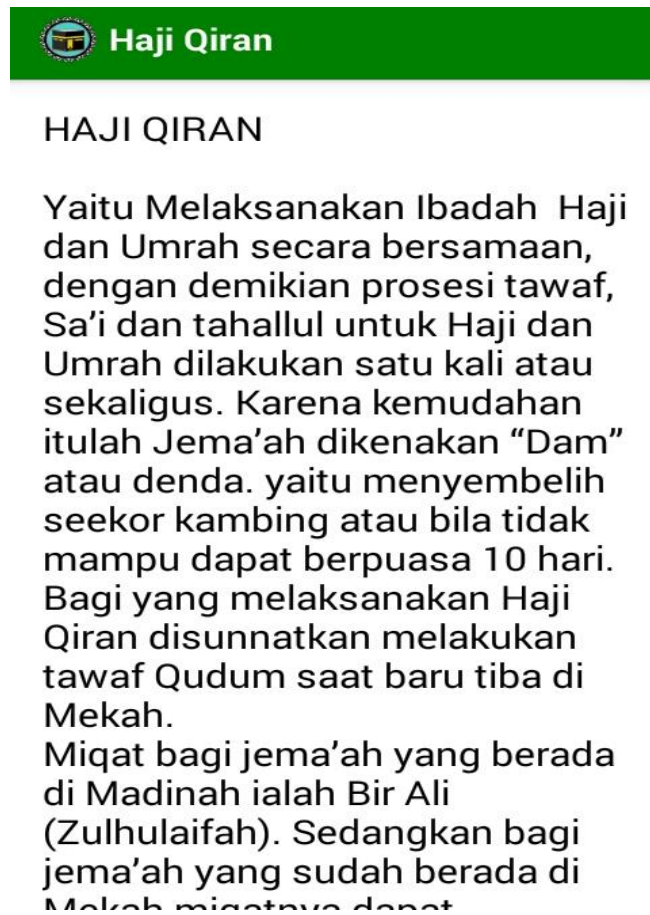 Haji Qiran
HAJI QIRAN
Yaitu Melaksanakan Ibadah  Haji
dan Umrah secara bersamaan,
dengan demikian prosesi tawaf,
Sa’i dan tahallul untuk Haji dan
Umrah dilakukan satu kali atau
sekaligus. Karena kemudahan
itulah Jema’ah dikenakan “Dam”
atau denda. yaitu menyembelih
seekor kambing atau bila tidak
mampu dapat berpuasa 10 hari.
Bagi yang melaksanakan Haji
Qiran disunnatkan melakukan
tawaf Qudum saat baru tiba di
Mekah.
Miqat bagi jema’ah yang berada
di Madinah ialah Bir Ali
(Zulhulaifah). Sedangkan bagi
jema’ah yang sudah berada di
Mekah miqatnya dapat